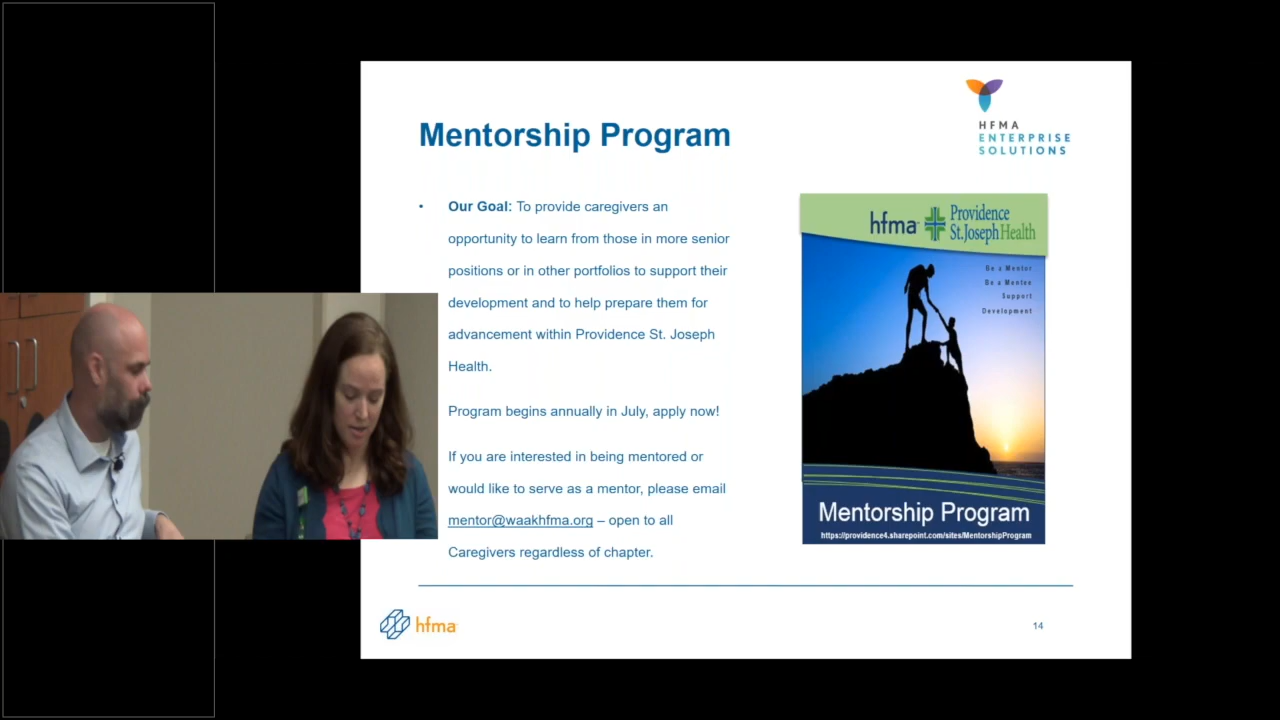 Mentorship Program
HFMA
ENTERPRISE
SOLUTIONS
• Our Goal: To provide caregivers an
opportunity to learn from those in more senior
positions or in other portfolios to support their
development and to help prepare them for
advancement within Providence St. Joseph
Health.
Program begins annually in July, apply now!
If you are interested in being mentored or
would like to serve as a mentor, please email
mentor@waakhfma.org – open to all
Caregivers regardless of chapter.
hfma
Providence
St.JosephHealth
Be a Mentor
Be a Mentee
Support
Development
Mentorship Program
https://providence4.sharepoint.com/sites/MentorshipProgram
hfma
14